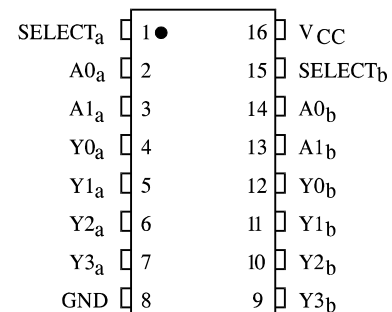 SELECTa 1 16 VCC
A0a 2 15 SELECTb
A1a 3 14 A0b
Y0a 4 13 A1b
Y1a 5 12 Y0b
Y2a 6 11 Y1b
Y3a 7 10 Y2b
GND 8 9 Y3b